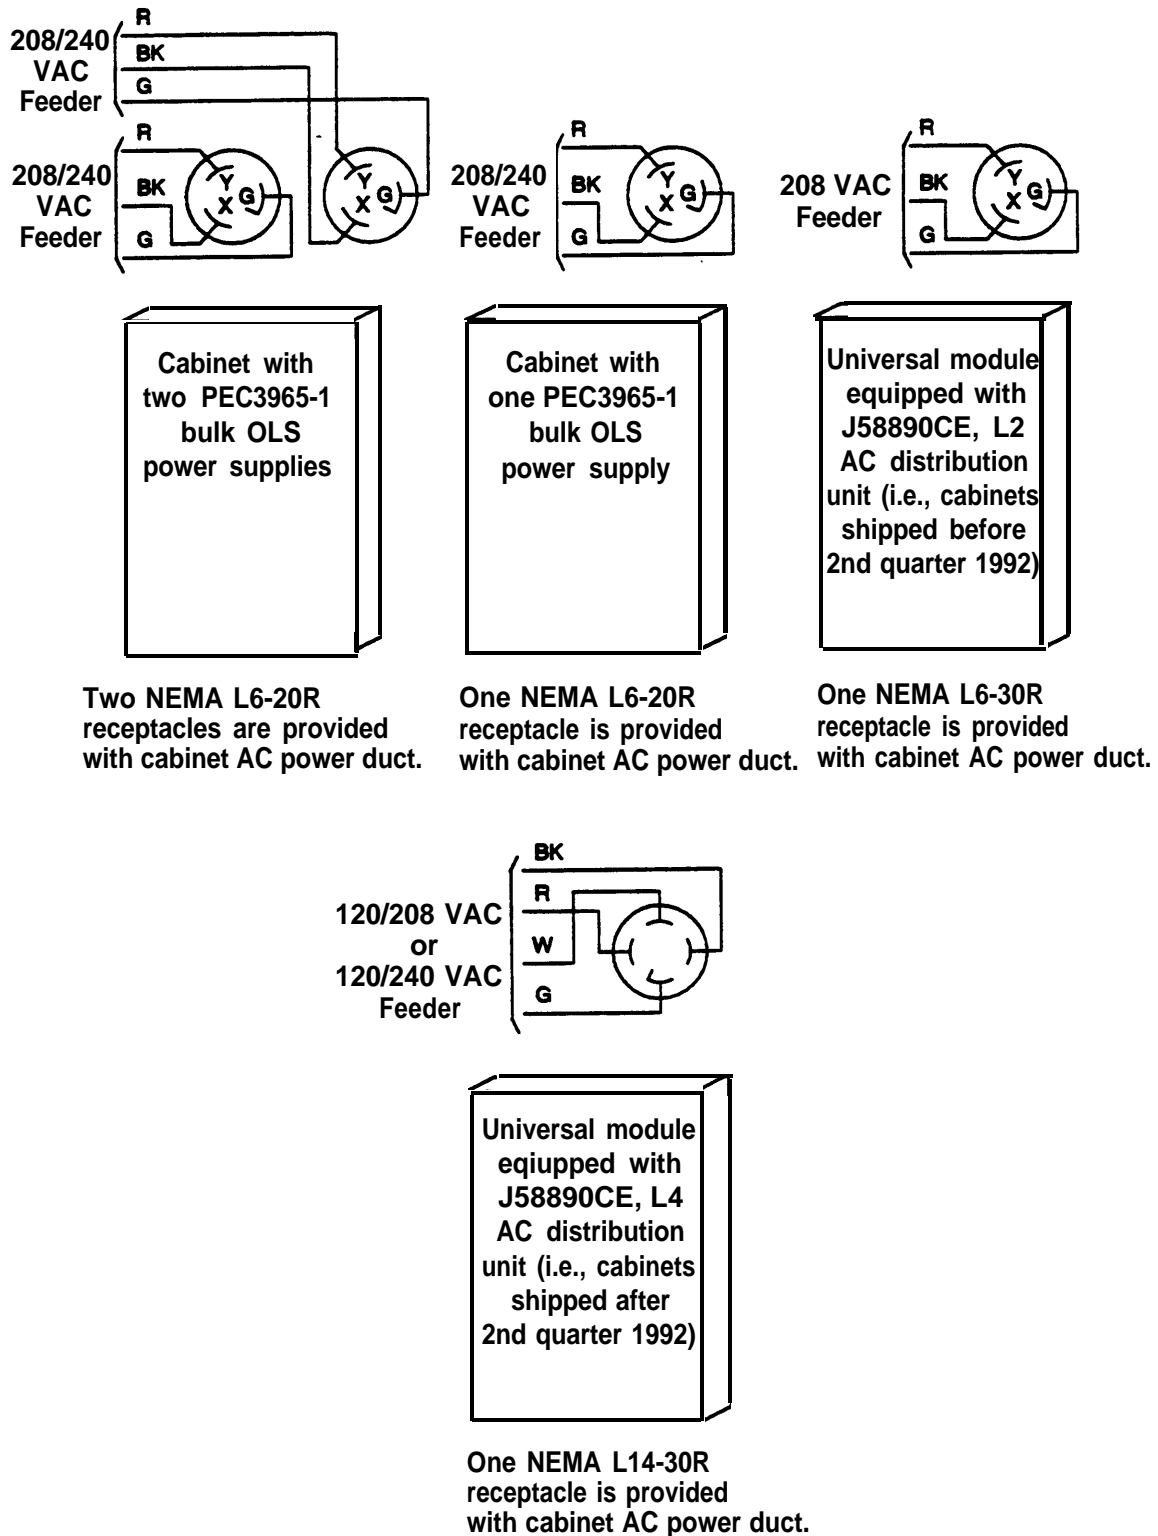 R
208/240
VAC
Feeder
BK
G
R
208/240
VAC
Feeder
BK
G
Y
X
G
Y
X
G
R
208/240
VAC
Feeder
BK
G
Y
X
G
R
208 VAC
Feeder
BK
G
Y
X
G
Cabinet with
two PEC3965-1
bulk OLS
power supplies
Cabinet with
one PEC3965-1
bulk OLS
power supply
Universal module
equipped with
J58890CE, L2
AC distribution
unit (i.e., cabinets
shipped before
2nd quarter 1992)
Two NEMA L6-20R
receptacles are provided
with cabinet AC power duct.
One NEMA L6-20R
receptacle is provided
with cabinet AC power duct.
One NEMA L6-30R
receptacle is provided
with cabinet AC power duct.
BK
R
W
G
120/208 VAC
or
120/240 VAC
Feeder
Universal module
eqiupped with
J58890CE, L4
AC distribution
unit (i.e., cabinets
shipped after
2nd quarter 1992)
One NEMA L14-30R
receptacle is provided
with cabinet AC power duct.